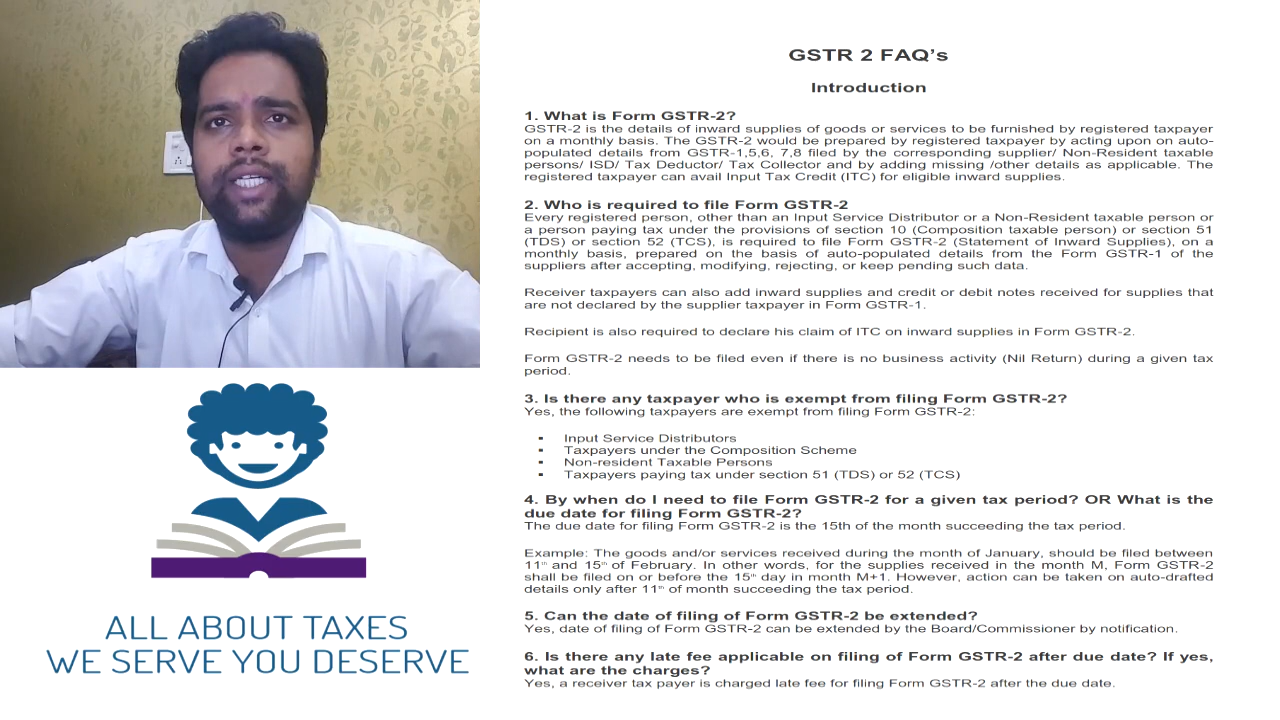 GSTR 2 FAQ’s
Introduction
1. What is Form GSTR-2?
GSTR-2 is the details of inward supplies of goods or services to be furnished by registered taxpayer
on a monthly basis. The GSTR-2 would be prepared by registered taxpayer by acting upon on auto-
populated details from GSTR-1,5,6, 7,8 filed by the corresponding supplier/ Non-Resident taxable
persons/ ISD/ Tax Deductor/ Tax Collector and by adding missing /other details as applicable. The
registered taxpayer can avail Input Tax Credit (ITC) for eligible inward supplies.
2. Who is required to file Form GSTR-2
Every registered person, other than an Input Service Distributor or a Non-Resident taxable person or
a person paying tax under the provisions of section 10 (Composition taxable person) or section 51
(TDS) or section 52 (TCS), is required to file Form GSTR-2 (Statement of Inward Supplies), on a
monthly basis, prepared on the basis of auto-populated details from the Form GSTR-1 of the
suppliers after accepting, modifying, rejecting, or keep pending such data.
Receiver taxpayers can also add inward supplies and credit or debit notes received for supplies that
are not declared by the supplier taxpayer in Form GSTR-1.
Recipient is also required to declare his claim of ITC on inward supplies in Form GSTR-2.
Form GSTR-2 needs to be filed even if there is no business activity (Nil Return) during a given tax
period.
3. Is there any taxpayer who is exempt from filing Form GSTR-2?
Yes, the following taxpayers are exempt from filing Form GSTR-2:
▪ Input Service Distributors
▪ Taxpayers under the Composition Scheme
▪ Non-resident Taxable Persons
▪ Taxpayers paying tax under section 51 (TDS) or 52 (TCS)
4. By when do I need to file Form GSTR-2 for a given tax period? OR What is the
due date for filing Form GSTR-2?
The due date for filing Form GSTR-2 is the 15th of the month succeeding the tax period.
Example: The goods and/or services received during the month of January, should be filed between
11th and 15th of February. In other words, for the supplies received in the month M, Form GSTR-2
shall be filed on or before the 15th day in month M+1. However, action can be taken on auto-drafted
details only after 11th of month succeeding the tax period.
5. Can the date of filing of Form GSTR-2 be extended?
Yes, date of filing of Form GSTR-2 can be extended by the Board/Commissioner by notification.
6. Is there any late fee applicable on filing of Form GSTR-2 after due date? If yes,
what are the charges?
Yes, a receiver tax payer is charged late fee for filing Form GSTR-2 after the due date.
ALL ABOUT TAXES
WE SERVE YOU DESERVE